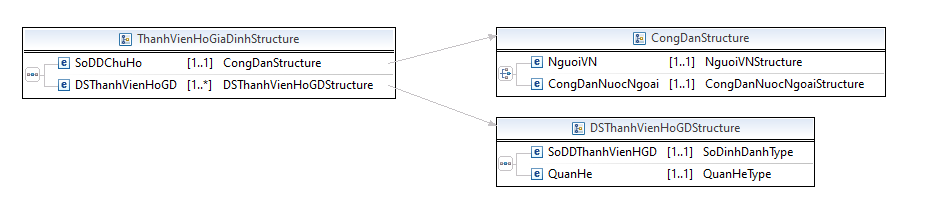 ThanhVienHoGiaDinhStructure
e SoDDChuHo [1..1] CongDanStructure
e DSThanhVienHoGD [1..*] DSThanhVienHoGDStructure
CongDanStructure
e NguoiVN [1..1] NguoiVNStructure
e CongDanNuocNgoai [1..1] CongDanNuocNgoaiStructure
DSThanhVienHoGDStructure
e SoDDThanhVienHGD [1..1] SoDinhDanhType
e QuanHe [1..1] QuanHeType